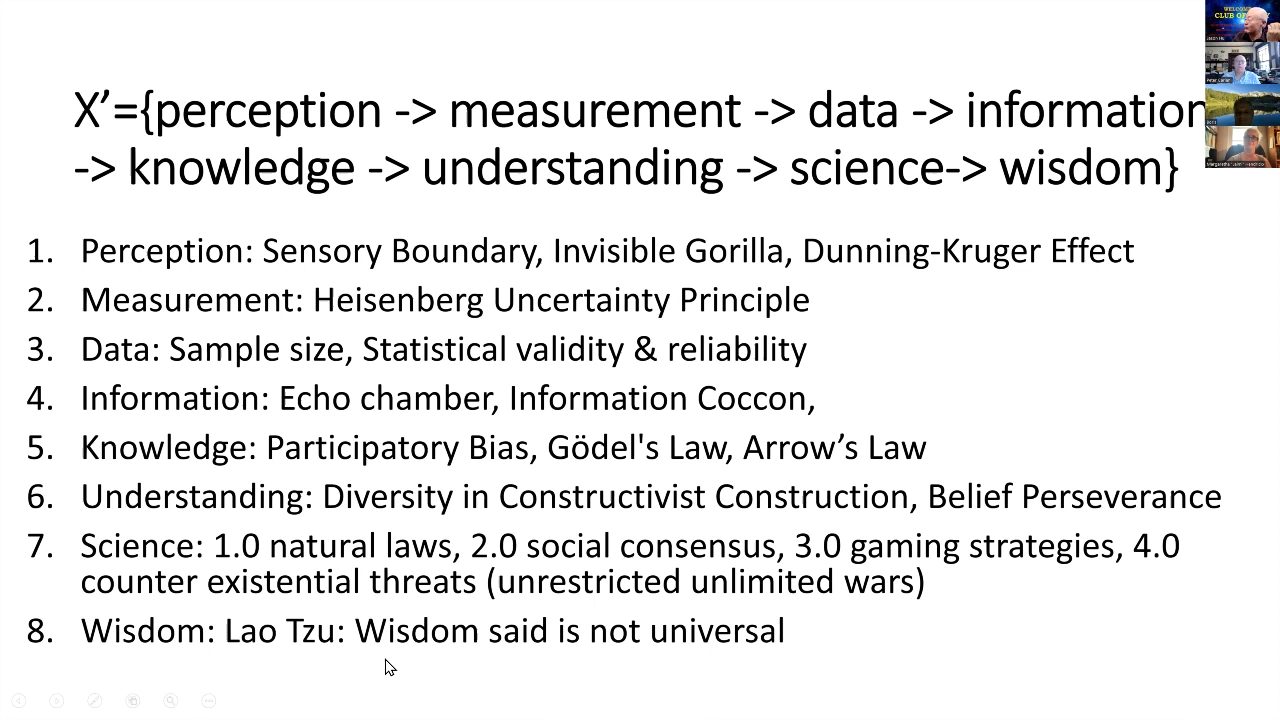 WELCOME
X’={perception -> measurement -> data -> information
-> knowledge -> understanding -> science-> wisdom}
1. Perception: Sensory Boundary, Invisible Gorilla, Dunning-Kruger Effect
2. Measurement: Heisenberg Uncertainty Principle
3. Data: Sample size, Statistical validity & reliability
4. Information: Echo chamber, Information Coccon,
5. Knowledge: Participatory Bias, Gödel's Law, Arrow’s Law
6. Understanding: Diversity in Constructivist Construction, Belief Perseverance
7. Science: 1.0 natural laws, 2.0 social consensus, 3.0 gaming strategies, 4.0
counter existential threats (unrestricted unlimited wars)
8. Wisdom: Lao Tzu: Wisdom said is not universal